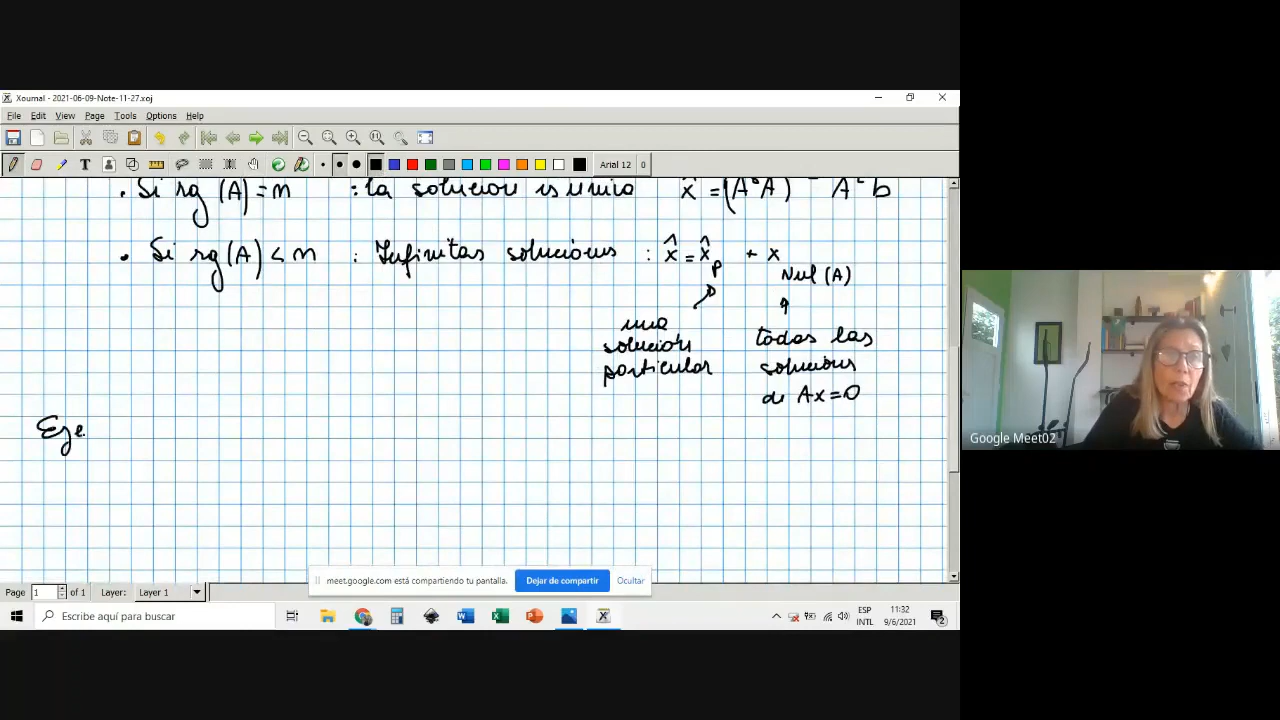 Xournal - 2021-06-09-Note-11-27.xoj
File Edit View Page Tools Options Help
Arial 12 0
. Si rg (A) = n : la solución es única x̂ = (AᵗA)⁻ Aᵗ b
. Si rg (A) < n : Infinitas soluciones : x̂ = x̂p + x Nul (A)
una
solución
particular
todas las
soluciones
de Ax = 0
Eje
Google Meet02
meet.google.com está compartiendo tu pantalla. Dejar de compartir Ocultar
Page 1 of 1 Layer: Layer 1
Escribe aquí para buscar
ESP
INTL
11:32
9/6/2021
2